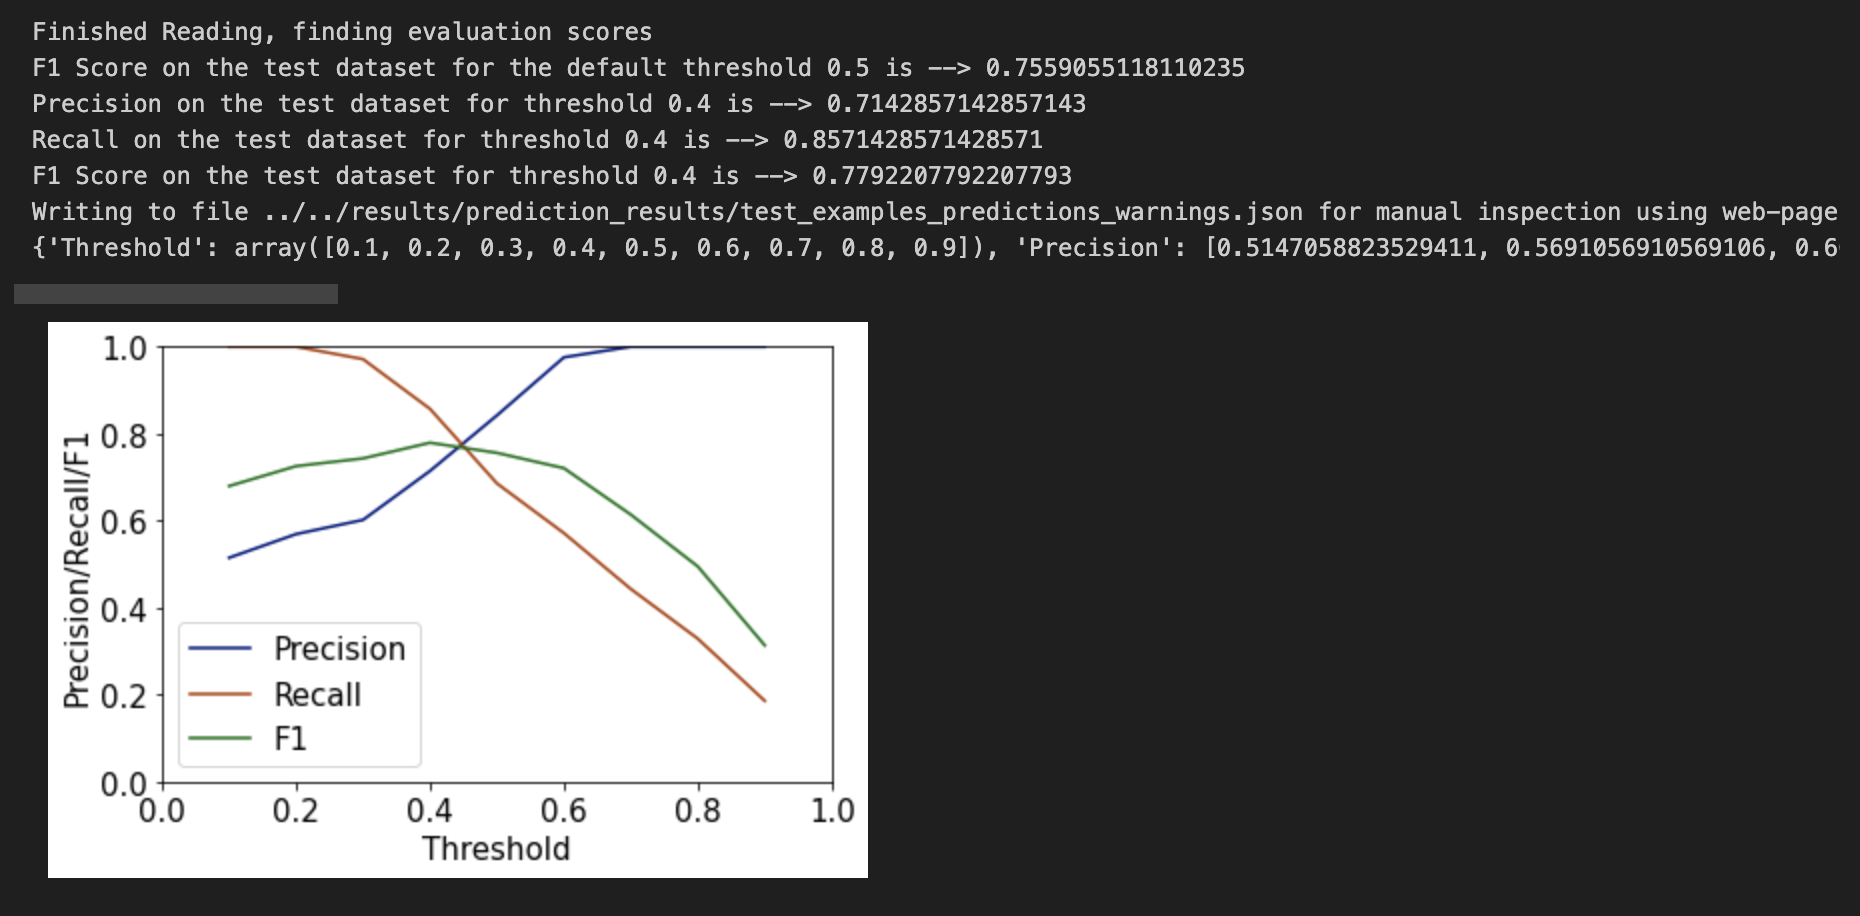 Finished Reading, finding evaluation scores
F1 Score on the test dataset for the default threshold 0.5 is --> 0.7559055118110235
Precision on the test dataset for threshold 0.4 is --> 0.7142857142857143
Recall on the test dataset for threshold 0.4 is --> 0.8571428571428571
F1 Score on the test dataset for threshold 0.4 is --> 0.7792207792207793
Writing to file ../../results/prediction_results/test_examples_predictions_warnings.json for manual inspection using web-page
{'Threshold': array([0.1, 0.2, 0.3, 0.4, 0.5, 0.6, 0.7, 0.8, 0.9]), 'Precision': [0.5147058823529411, 0.5691056910569106,
1.0
0.8
0.6
0.4
0.2
0.0
Precision/Recall/F1
Precision
Recall
F1
0.0 0.2 0.4 0.6 0.8 1.0
Threshold